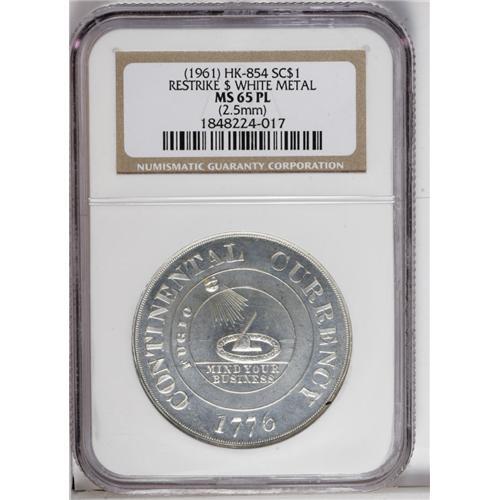 (1961) HK-854 SC$1
RESTRIKE $ WHITE METAL
MS 65 PL
(2.5mm)
1848224-017
NUMISMATIC GUARANTY CORPORATION
CONTINENTAL CURRENCY
FUGIO
MIND YOUR
BUSINESS
1776